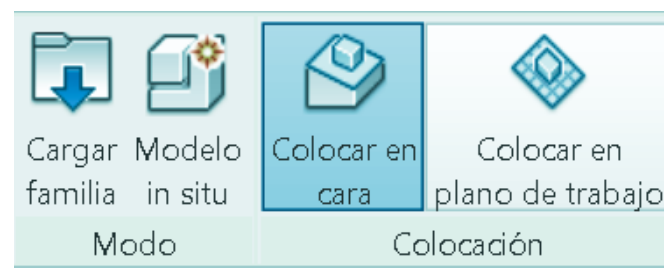 Cargar familia
Modelo in situ
Colocar en cara
Colocar en plano de trabajo
Modo
Colocación